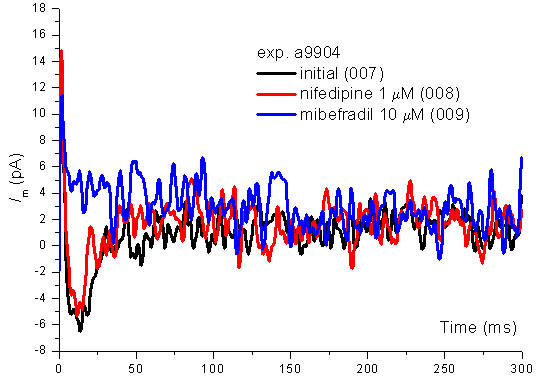 18
16
14
12
10
8
6
4
2
0
-2
-4
-6
-8
I m (pA)
exp. a9904
initial (007)
nifedipine 1 μM (008)
mibefradil 10 μM (009)
Time (ms)
0 50 100 150 200 250 300